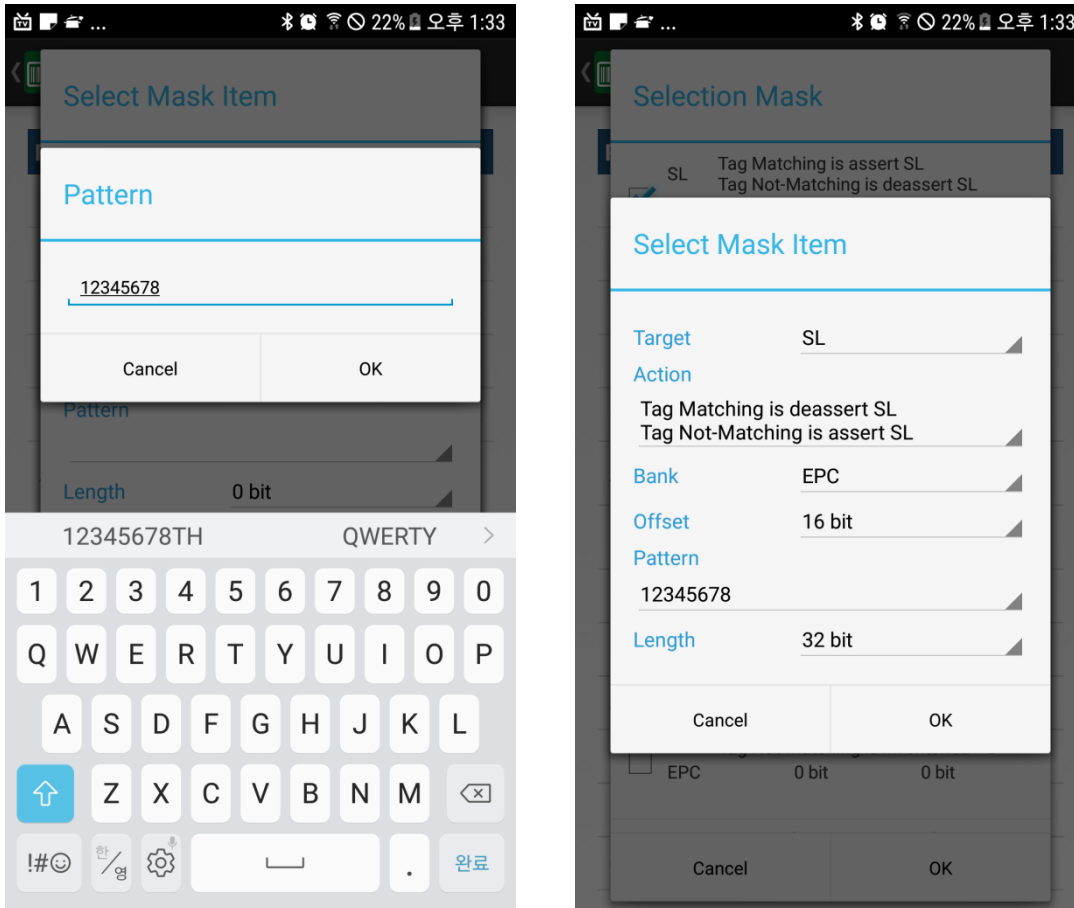 ... 22% 오후 1:33
Select Mask Item
Pattern
12345678
Cancel OK
Pattern
Length 0 bit
12345678TH QWERTY >
1 2 3 4 5 6 7 8 9 0
Q W E R T Y U I O P
A S D F G H J K L
Z X C V B N M
!#☺ 한/영 . 완료
... 22% 오후 1:33
Selection Mask
SL Tag Matching is assert SL
Tag Not-Matching is deassert SL
Select Mask Item
Target SL
Action
Tag Matching is deassert SL
Tag Not-Matching is assert SL
Bank EPC
Offset 16 bit
Pattern
12345678
Length 32 bit
Cancel OK
EPC 0 bit 0 bit
Cancel OK